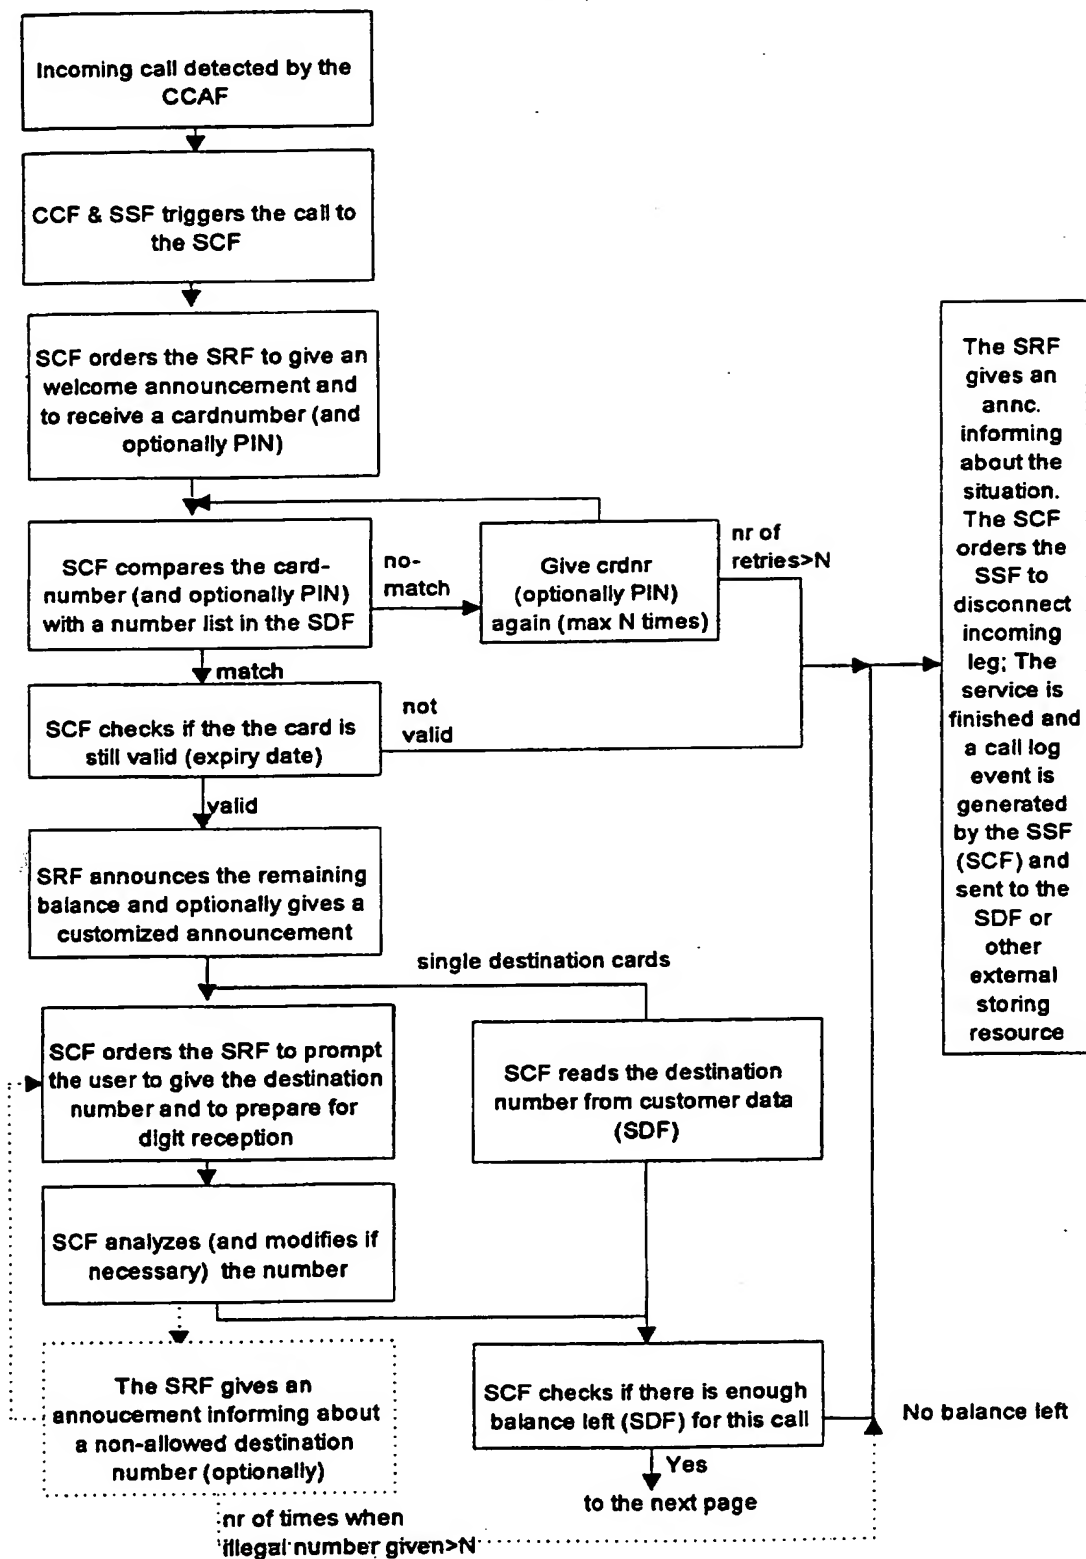 Incoming call detected by the
CCAF
CCF & SSF triggers the call to
the SCF
SCF orders the SRF to give an
welcome announcement and
to receive a cardnumber (and
optionally PIN)
SCF compares the card-
number (and optionally PIN)
with a number list in the SDF
no-
match
Give crdnr
(optionally PIN)
again (max N times)
nr of
retries>N
match
SCF checks if the the card is
still valid (expiry date)
not
valid
valid
SRF announces the remaining
balance and optionally gives a
customized announcement
single destination cards
SCF orders the SRF to prompt
the user to give the destination
number and to prepare for
digit reception
SCF reads the destination
number from customer data
(SDF)
SCF analyzes (and modifies if
necessary) the number
The SRF gives an
annoucement informing about
a non-allowed destination
number (optionally)
SCF checks if there is enough
balance left (SDF) for this call
No balance left
Yes
to the next page
nr of times when
illegal number given>N
The SRF
gives an
annc.
informing
about the
situation.
The SCF
orders the
SSF to
disconnect
incoming
leg; The
service is
finished and
a call log
event is
generated
by the SSF
(SCF) and
sent to the
SDF or
other
external
storing
resource